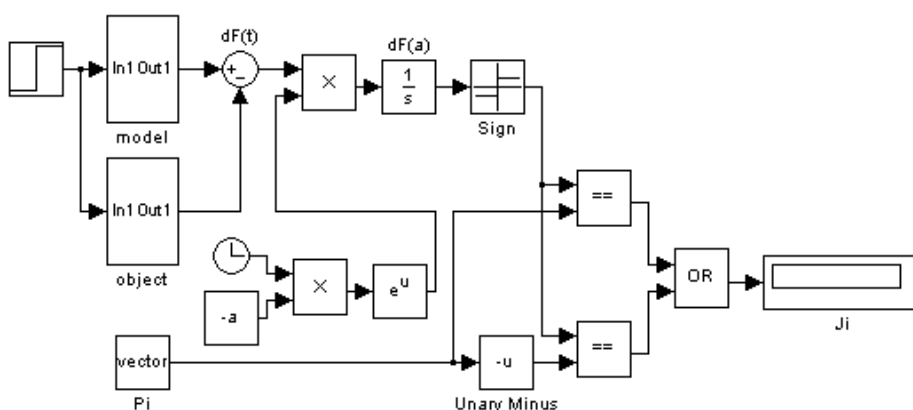 dF(t)
In1 Out1
model
+
-
×
dF(a)
1
s
Sign
In1 Out1
object
×
-a
e^u
==
OR
Ji
vector
Pi
-u
Unary Minus
==